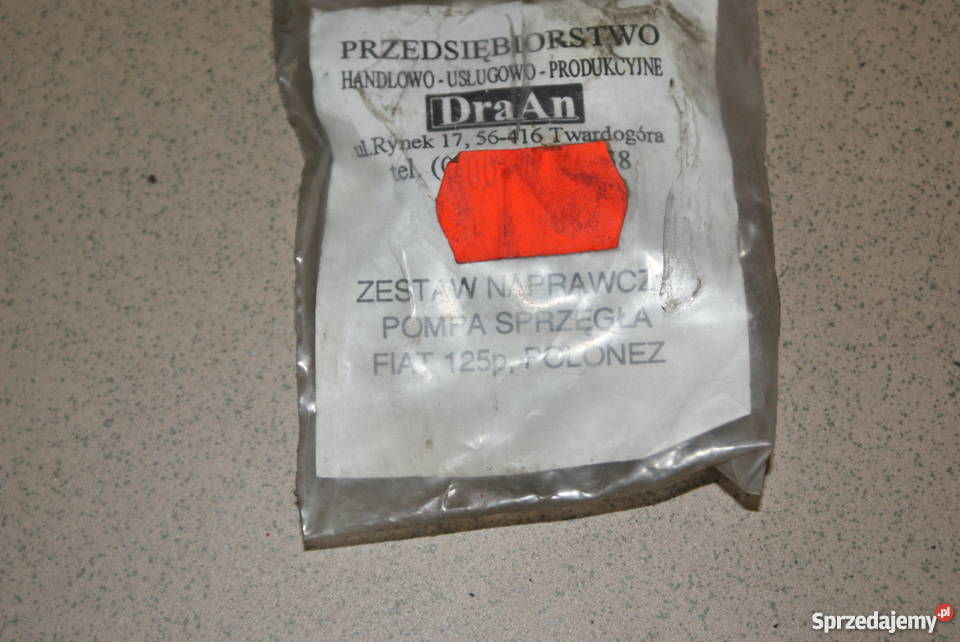 PRZEDSIĘBIORSTWO
HANDLOWO - USŁUGOWO - PRODUKCYJNE
DraAn
ul.Rynek 17, 56-416 Twardogóra
tel.
ZESTAW NAPRAWCZY
POMPA SPRZĘGŁA
FIAT 125p, POLONEZ
Sprzedajemy.pl